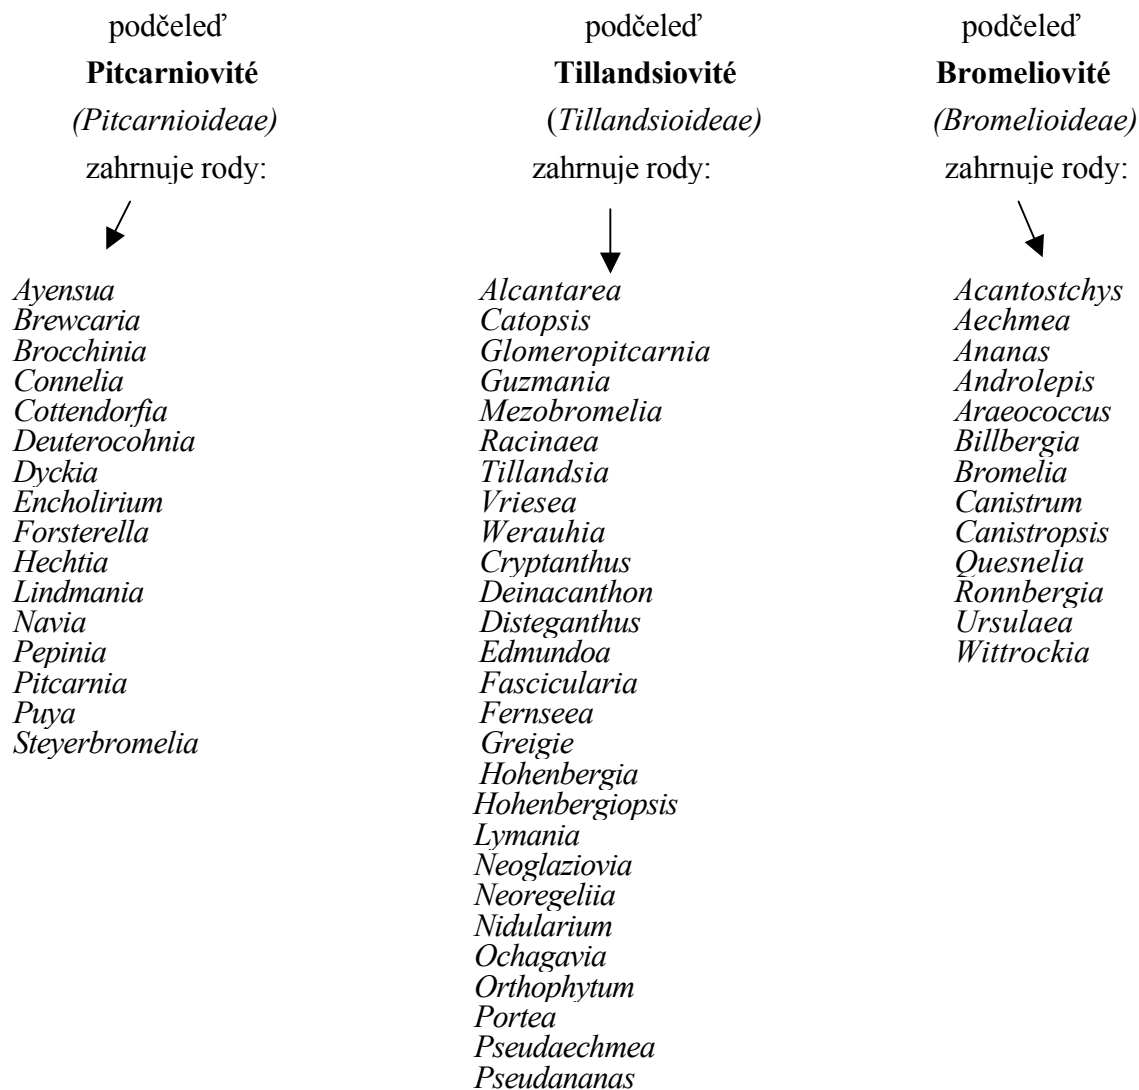 podčeleď
Pitcarniovité
(Pitcarnioideae)
zahrnuje rody:
Ayensua
Brewcaria
Brocchinia
Connelia
Cottendorfia
Deuterocohnia
Dyckia
Encholirium
Forsterella
Hechtia
Lindmania
Navia
Pepinia
Pitcarnia
Puya
Steyerbromelia
podčeleď
Tillandsiovité
(Tillandsioideae)
zahrnuje rody:
Alcantarea
Catopsis
Glomeropitcarnia
Guzmania
Mezobromelia
Racinaea
Tillandsia
Vriesea
Werauhia
Cryptanthus
Deinacanthon
Disteganthus
Edmundoa
Fascicularia
Fernseea
Greigie
Hohenbergia
Hohenbergiopsis
Lymania
Neoglaziovia
Neoregeliia
Nidularium
Ochagavia
Orthophytum
Portea
Pseudaechmea
Pseudananas
podčeleď
Bromeliovité
(Bromelioideae)
zahrnuje rody:
Acantostchys
Aechmea
Ananas
Androlepis
Araeococcus
Billbergia
Bromelia
Canistrum
Canistropsis
Quesnelia
Ronnbergia
Ursulaea
Wittrockia